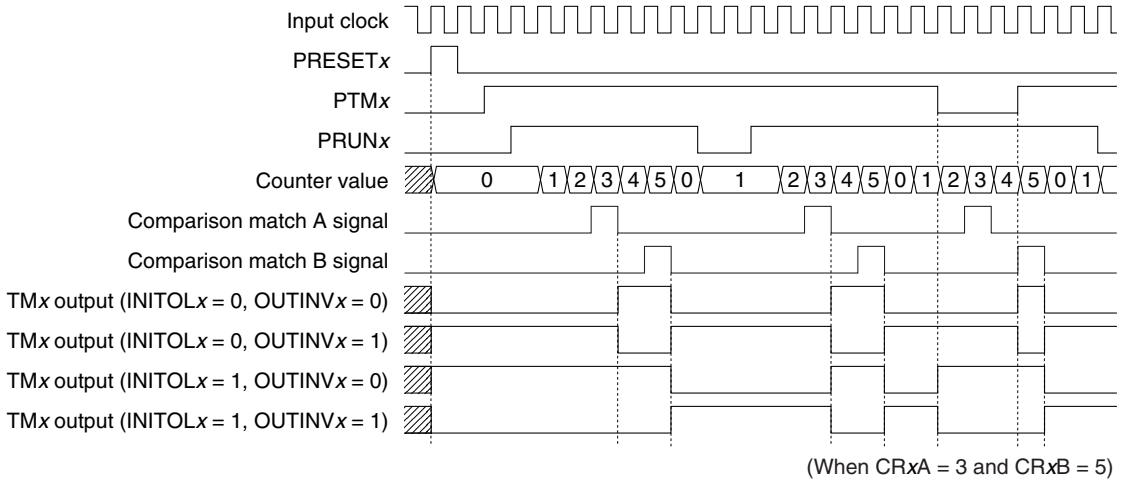 Input clock
PRESETx
PTMx
PRUNx
Counter value 0 1 2 3 4 5 0 1 2 3 4 5 0 1 2 3 4 5 0 1
Comparison match A signal
Comparison match B signal
TMx output (INITOLx = 0, OUTINVx = 0)
TMx output (INITOLx = 0, OUTINVx = 1)
TMx output (INITOLx = 1, OUTINVx = 0)
TMx output (INITOLx = 1, OUTINVx = 1)
(When CRxA = 3 and CRxB = 5)